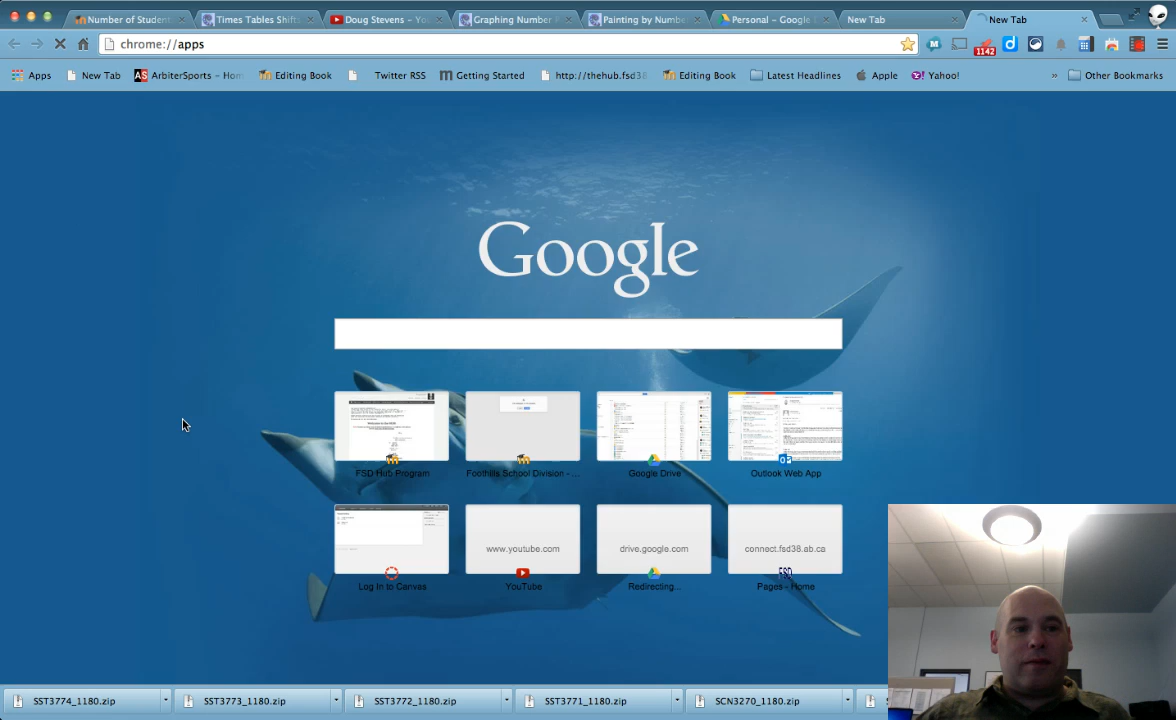 Number of Student
Times Tables Shifts
Doug Stevens - Yo
Graphing Number P
Painting by Numbe
Personal - Google
New Tab
New Tab
chrome://apps
1142
Apps
New Tab
AS ArbiterSports - Hom
Editing Book
Twitter RSS
Getting Started
http://thehub.fsd38
Editing Book
Latest Headlines
Apple
Yahoo!
»
Other Bookmarks
Google
FSD Hub Program
Foothills School Division - ...
Google Drive
Outlook Web App
www.youtube.com
drive.google.com
connect.fsd38.ab.ca
Log In to Canvas
YouTube
Redirecting...
Pages - Home
SST3774_1180.zip
SST3773_1180.zip
SST3772_1180.zip
SST3771_1180.zip
SCN3270_1180.zip